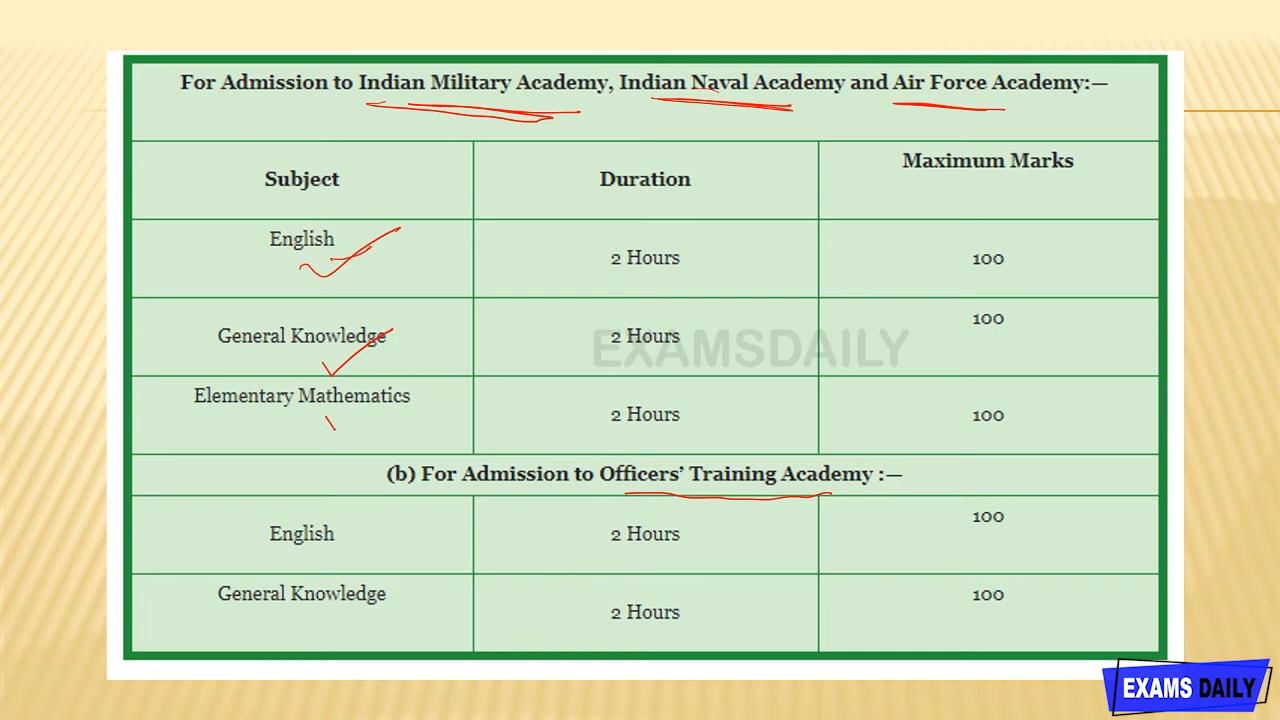 For Admission to Indian Military Academy, Indian Naval Academy and Air Force Academy:—
Subject Duration Maximum Marks
English 2 Hours 100
General Knowledge 2 Hours 100
EXAMSDAILY
Elementary Mathematics 2 Hours 100
(b) For Admission to Officers' Training Academy :—
English 2 Hours 100
General Knowledge 2 Hours 100
EXAMS DAILY